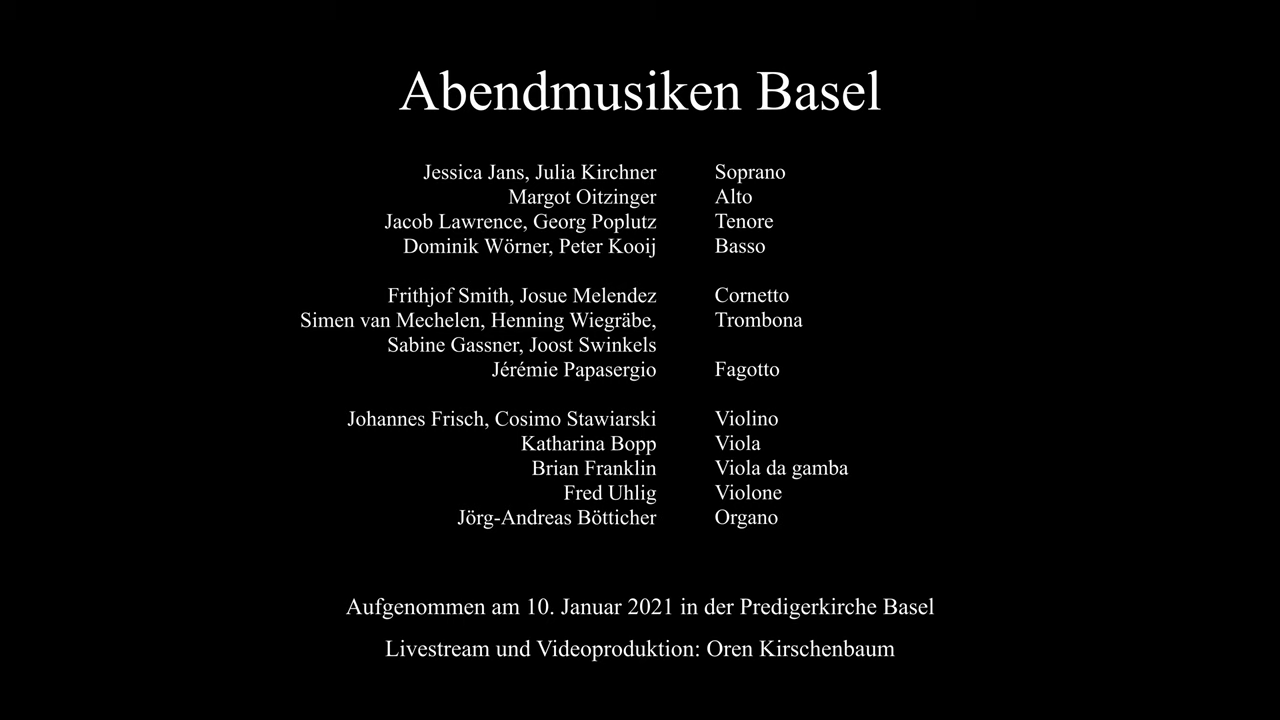 Abendmusiken Basel
Jessica Jans, Julia Kirchner Soprano
Margot Oitzinger Alto
Jacob Lawrence, Georg Poplutz Tenore
Dominik Wörner, Peter Kooij Basso
Frithjof Smith, Josue Melendez Cornetto
Simen van Mechelen, Henning Wiegräbe, Trombona
Sabine Gassner, Joost Swinkels
Jérémie Papasergio Fagotto
Johannes Frisch, Cosimo Stawiarski Violino
Katharina Bopp Viola
Brian Franklin Viola da gamba
Fred Uhlig Violone
Jörg-Andreas Bötticher Organo
Aufgenommen am 10. Januar 2021 in der Predigerkirche Basel
Livestream und Videoproduktion: Oren Kirschenbaum